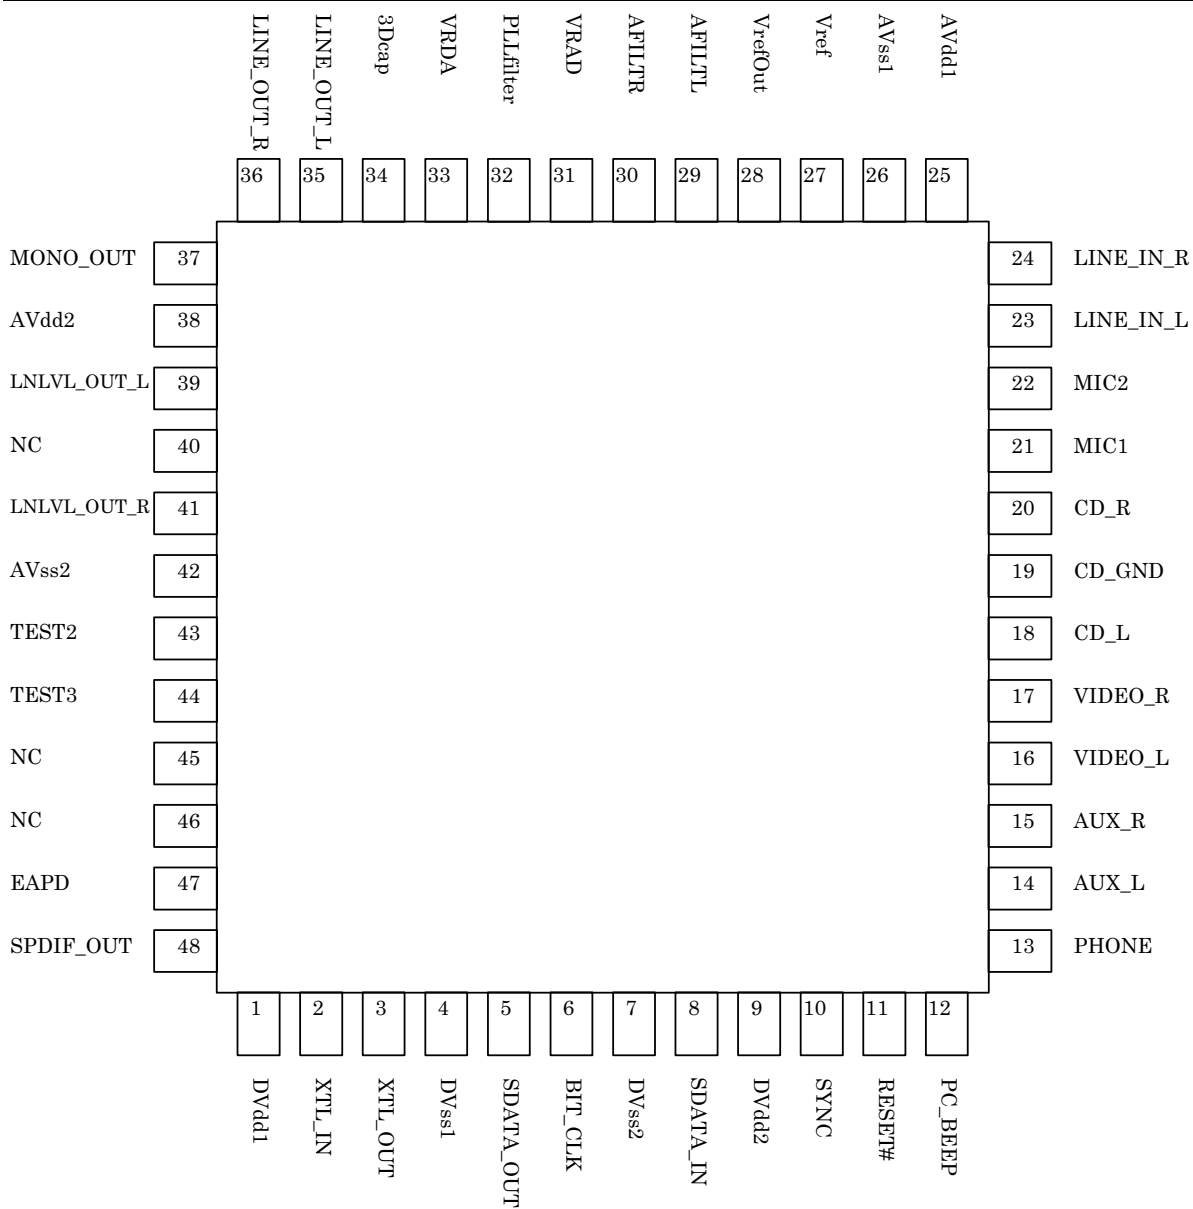 LINE_OUT_R
LINE_OUT_L
3Dcap
VRDA
PLLfilter
VRAD
AFILTR
AFILTL
VrefOut
Vref
AVss1
AVdd1
36 35 34 33 32 31 30 29 28 27 26 25
MONO_OUT 37 24 LINE_IN_R
AVdd2 38 23 LINE_IN_L
LNLVL_OUT_L 39 22 MIC2
NC 40 21 MIC1
LNLVL_OUT_R 41 20 CD_R
AVss2 42 19 CD_GND
TEST2 43 18 CD_L
TEST3 44 17 VIDEO_R
NC 45 16 VIDEO_L
NC 46 15 AUX_R
EAPD 47 14 AUX_L
SPDIF_OUT 48 13 PHONE
1 2 3 4 5 6 7 8 9 10 11 12
DVdd1
XTL_IN
XTL_OUT
DVss1
SDATA_OUT
BIT_CLK
DVss2
SDATA_IN
DVdd2
SYNC
RESET#
PC_BEEP